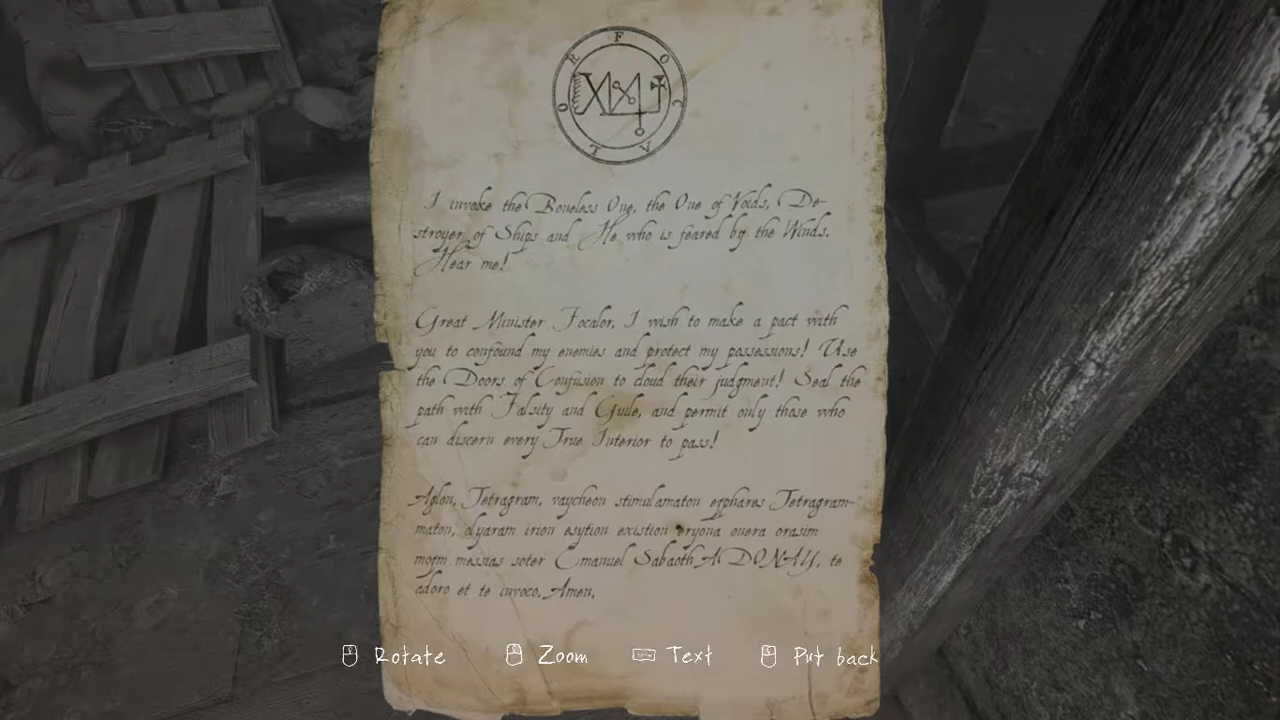 FOCALOR
I invoke the Boneless One, the One of Voids, De-
stroyer of Ships and He who is feared by the Winds.
Hear me!
Great Minister Focalor, I wish to make a pact with
you to confound my enemies and protect my possessions! Use
the Doors of Confusion to cloud their judgment! Seal the
path with Falsity and Guile, and permit only those who
can discern every True Interior to pass!
Aglon, Tetragram, vaycheon stimulamaton erphares Tetragram-
maton, olyaram irion esytion existion eryona onera orasim
mozm messias soter Emanuel Sabaoth ADONAY, te
adoro et te invoco. Amen.
Rotate Zoom Text Put back